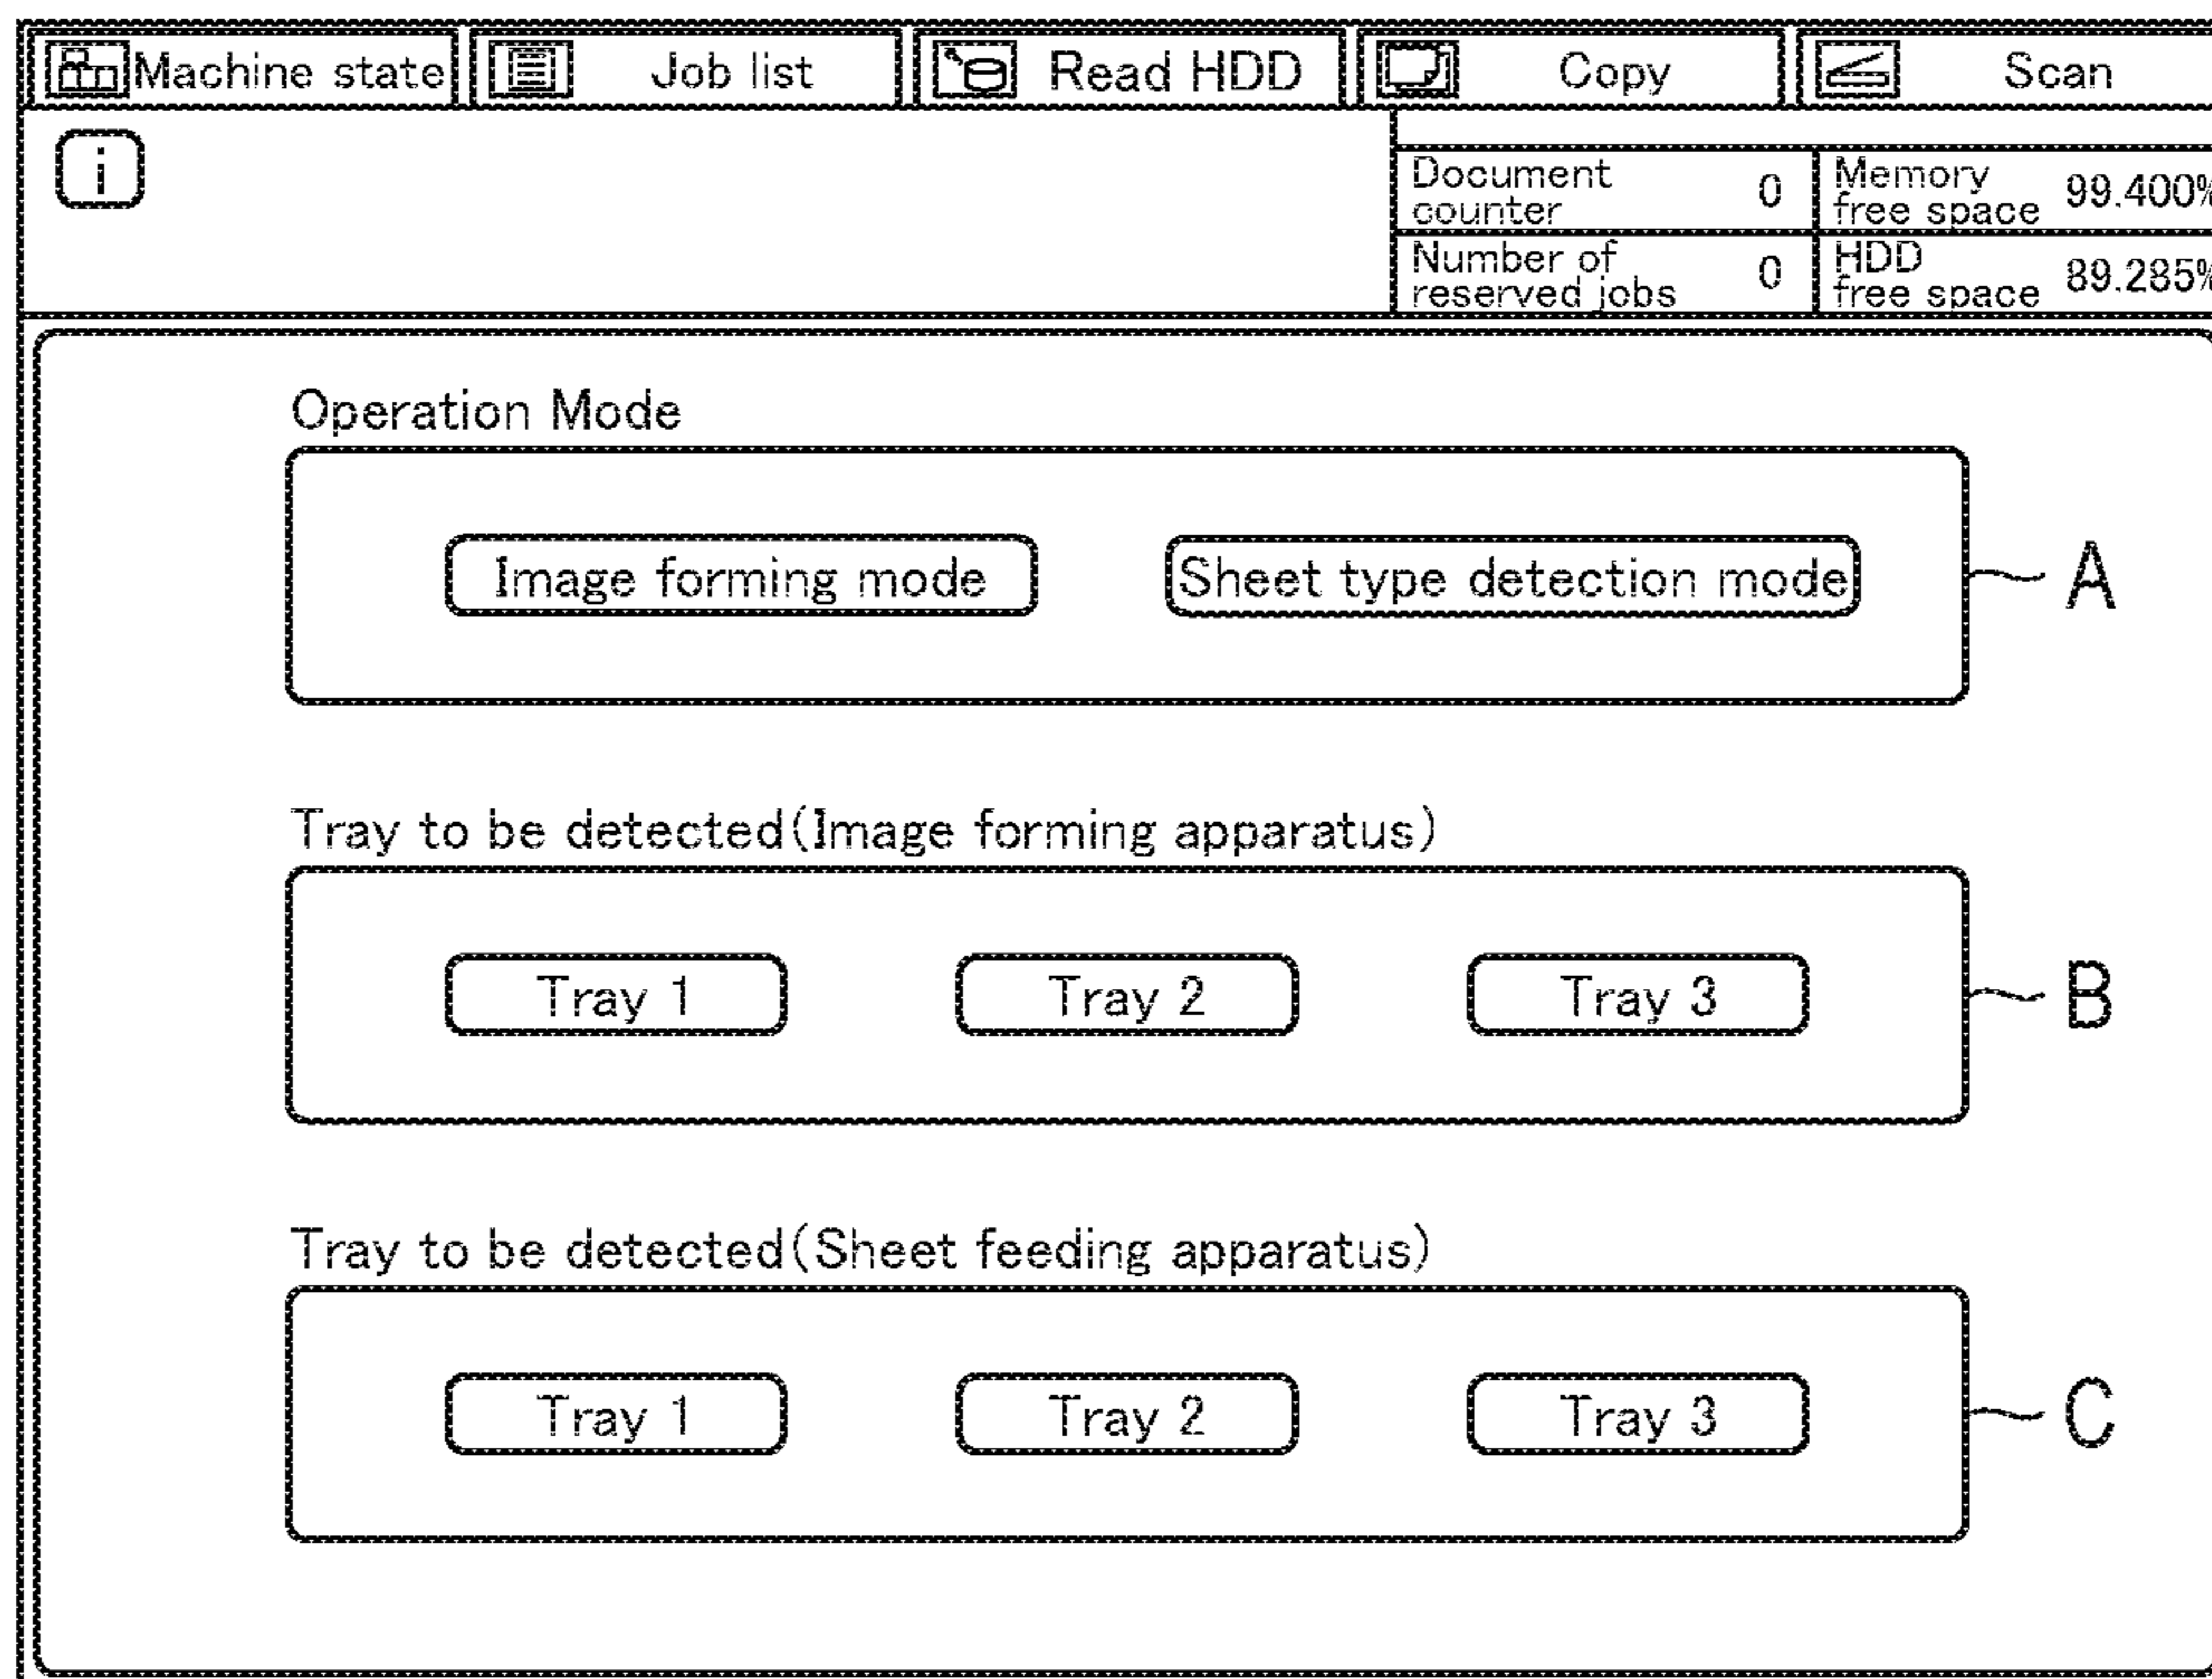 Machine state Job list Read HDD Copy Scan
i
Document counter 0 Memory free space 99.400%
Number of reserved jobs 0 HDD free space 89.285%
Operation Mode
Image forming mode Sheet type detection mode
A
Tray to be detected(Image forming apparatus)
Tray 1 Tray 2 Tray 3
B
Tray to be detected(Sheet feeding apparatus)
Tray 1 Tray 2 Tray 3
C